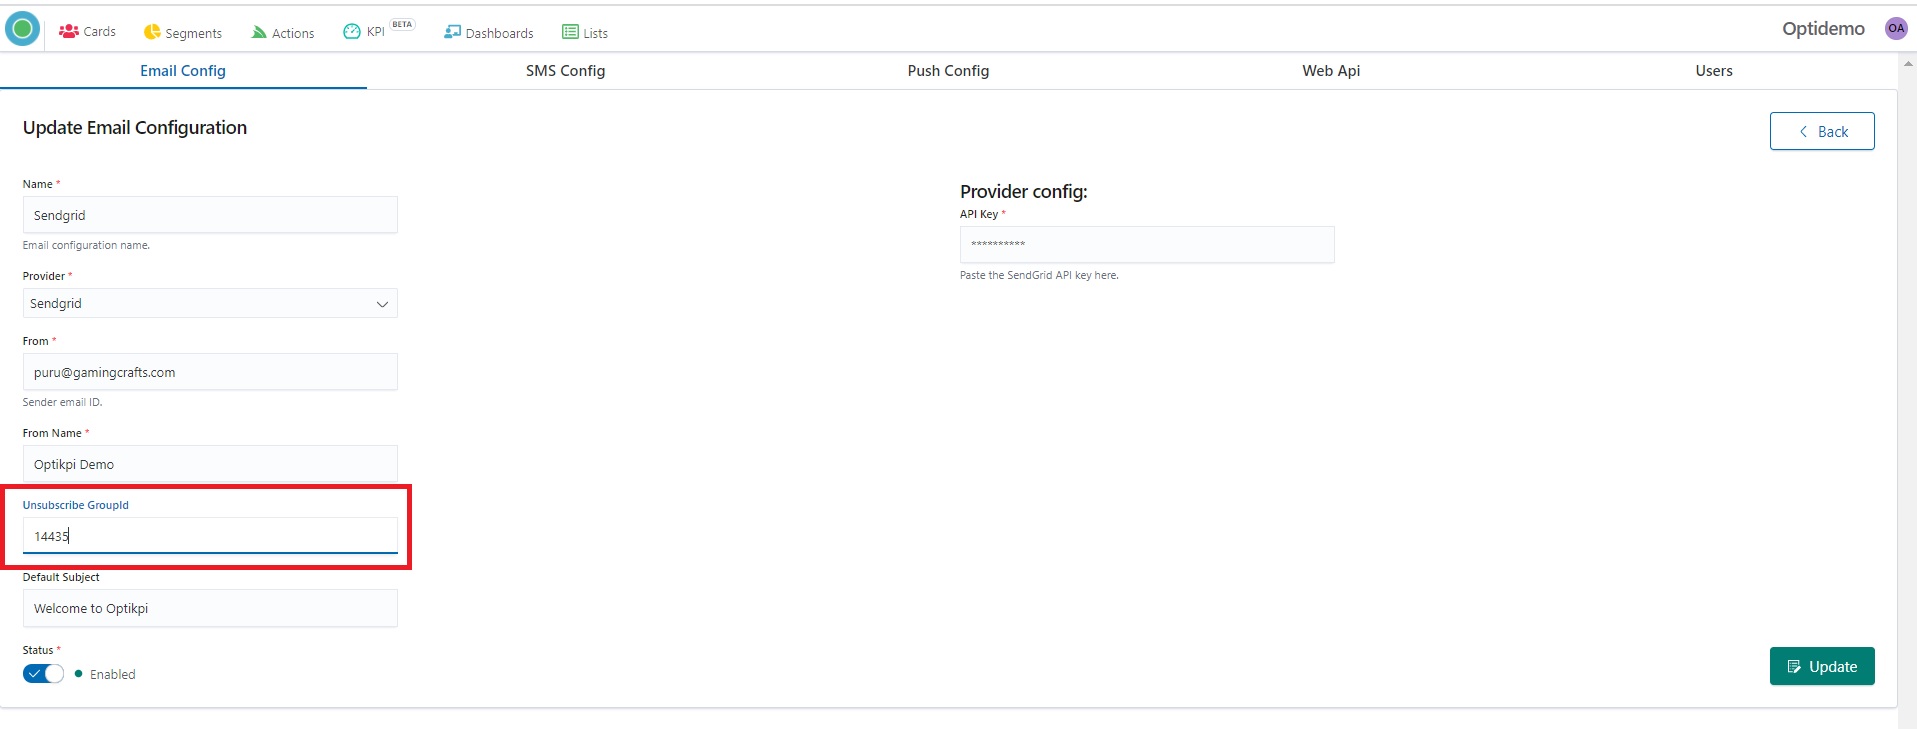 Cards Segments Actions KPI BETA Dashboards Lists Optidemo OA
Email Config SMS Config Push Config Web Api Users
Update Email Configuration
Back
Name *
Sendgrid
Email configuration name.
Provider *
Sendgrid
From *
puru@gamingcrafts.com
Sender email ID.
From Name *
Optikpi Demo
Unsubscribe GroupId
14435
Default Subject
Welcome to Optikpi
Status *
Enabled
Provider config:
API Key *
**********
Paste the SendGrid API key here.
Update